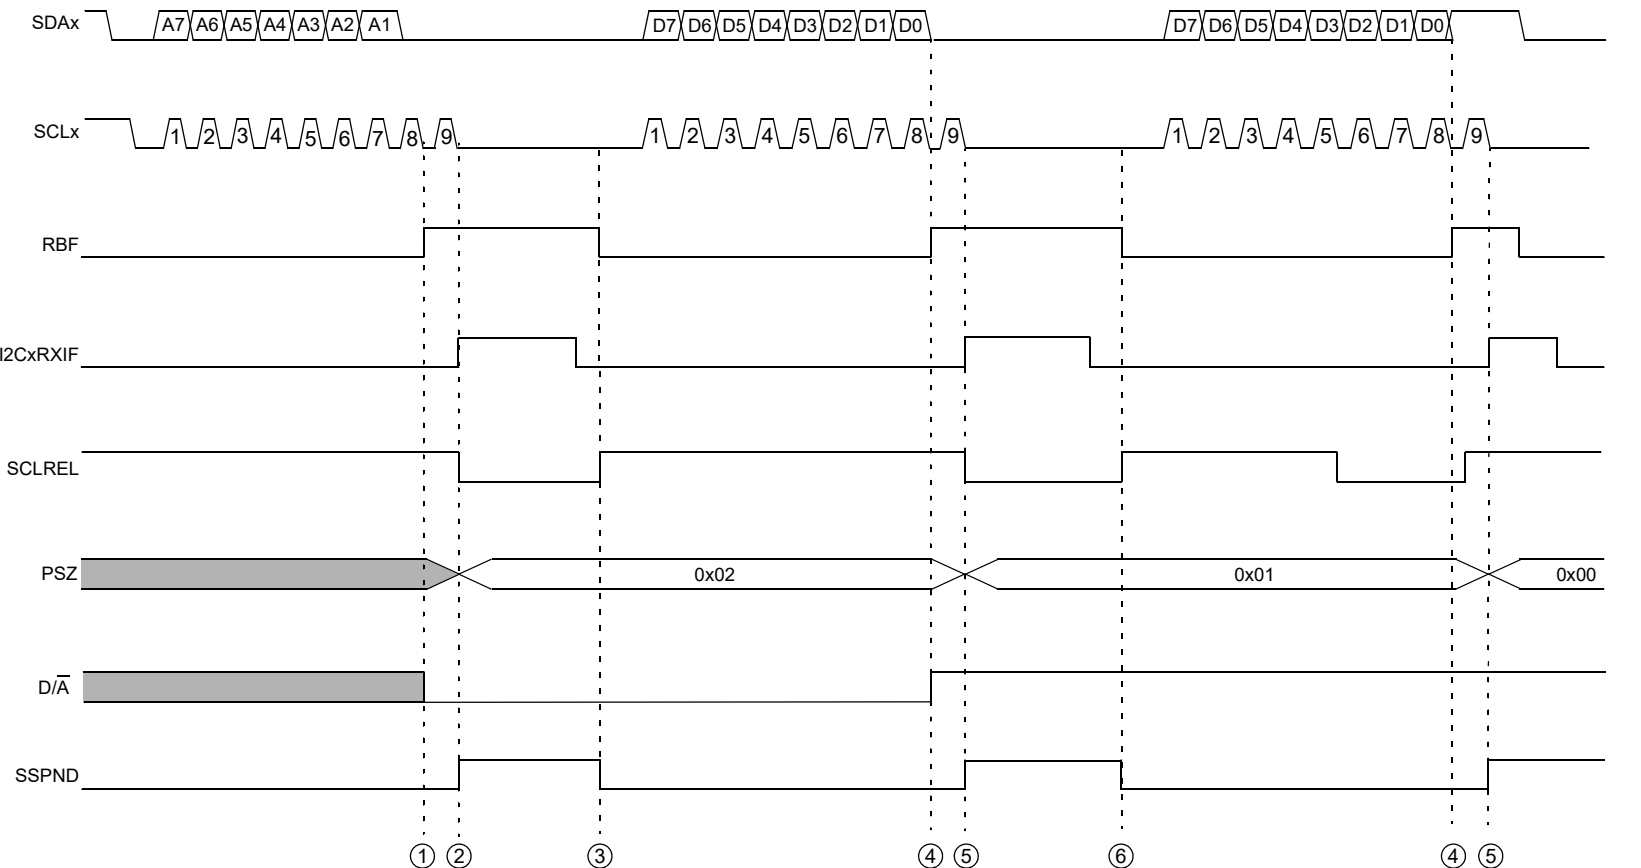 SDAx A7 A6 A5 A4 A3 A2 A1 D7 D6 D5 D4 D3 D2 D1 D0 D7 D6 D5 D4 D3 D2 D1 D0
SCLx 1 2 3 4 5 6 7 8 9 1 2 3 4 5 6 7 8 9 1 2 3 4 5 6 7 8 9
RBF
I2CxRXIF
SCLREL
PSZ 0x02 0x01 0x00
D/A̅
SSPND
① ② ③ ④ ⑤ ⑥ ④ ⑤